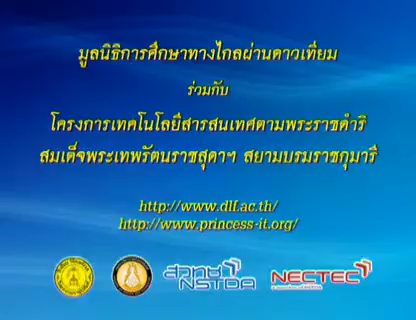 มูลนิธิการศึกษาทางไกลผ่านดาวเทียม
ร่วมกับ
โครงการเทคโนโลยีสารสนเทศตามพระราชดำริ
สมเด็จพระเทพรัตนราชสุดาฯ สยามบรมราชกุมารี
http://www.dlf.ac.th/
http://www.princess-it.org/
สวทช
NSTDA
NECTEC